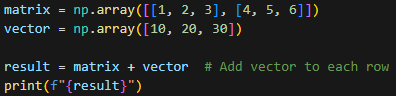 matrix = np.array([[1, 2, 3], [4, 5, 6]])
vector = np.array([10, 20, 30])
result = matrix + vector  # Add vector to each row
print(f"{result}")